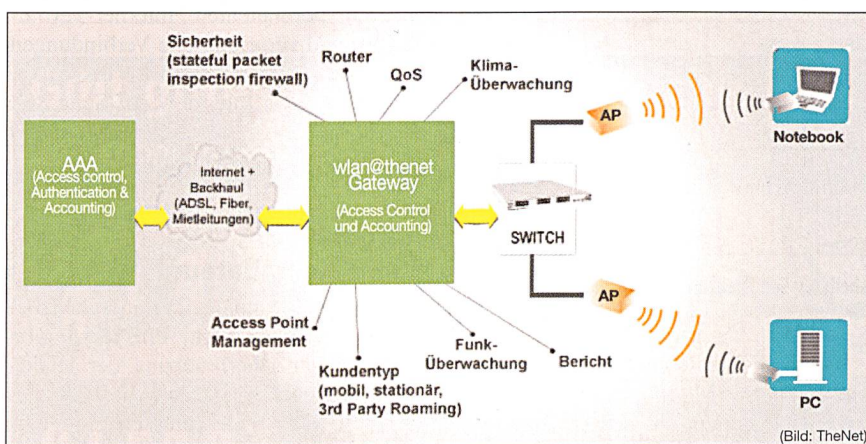 Sicherheit
(stateful packet
inspection firewall)
Router
QoS
Klima-
Überwachung
AAA
(Access control,
Authentication &
Accounting)
Internet +
Backhaul
(ADSL, Fiber,
Mietleitungen)
wlan@thenet
Gateway
(Access Control
und Accounting)
SWITCH
AP
AP
Notebook
PC
Access Point
Management
Kundentyp
(mobil, stationär,
3rd Party Roaming)
Funk-
Überwachung
Bericht
(Bild: TheNet)